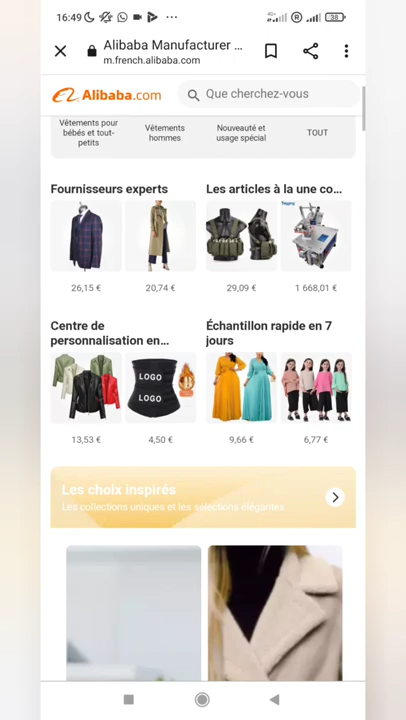 16:49
4G+
R
38
Alibaba Manufacturer ...
m.french.alibaba.com
Alibaba.com
Que cherchez-vous
Vêtements pour
bébés et tout-
petits
Vêtements
hommes
Nouveauté et
usage spécial
TOUT
Fournisseurs experts
Les articles à la une co...
26,15 €
20,74 €
29,09 €
1 668,01 €
Centre de
personnalisation en...
Échantillon rapide en 7
jours
LOGO
LOGO
13,53 €
4,50 €
9,66 €
6,77 €
Les choix inspirés
Les collections uniques et les sélections élégantes